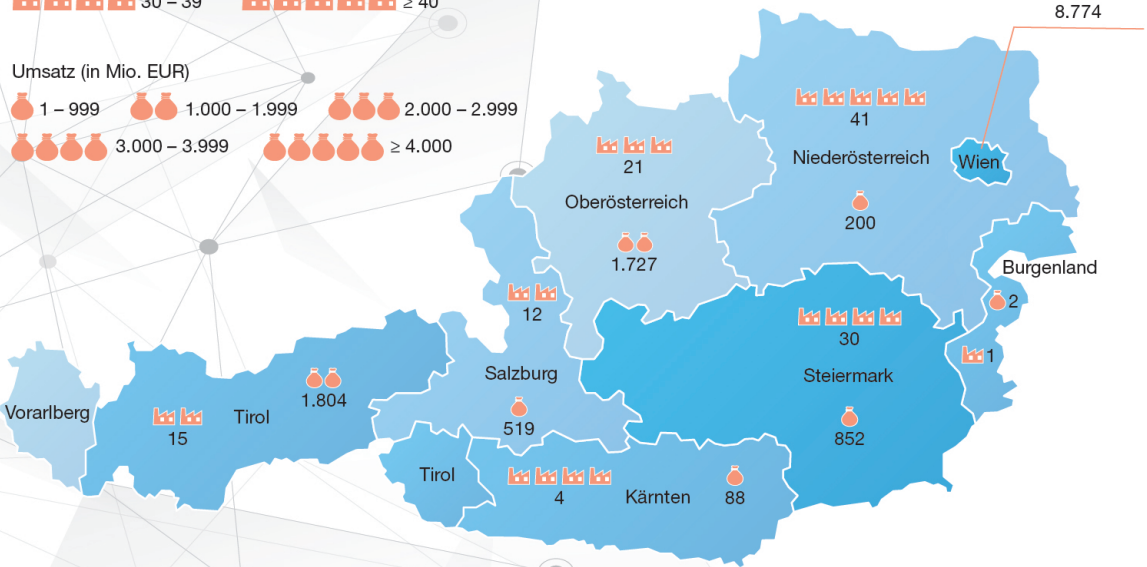 30 – 39 ≥ 40
8.774
Umsatz (in Mio. EUR)
1 – 999 1.000 – 1.999 2.000 – 2.999
3.000 – 3.999 ≥ 4.000
41
Niederösterreich
Wien
200
21
Oberösterreich
1.727
Burgenland
2
1
12
Salzburg
519
30
Steiermark
852
1.804
Vorarlberg
Tirol
15
Tirol
4
Kärnten
88